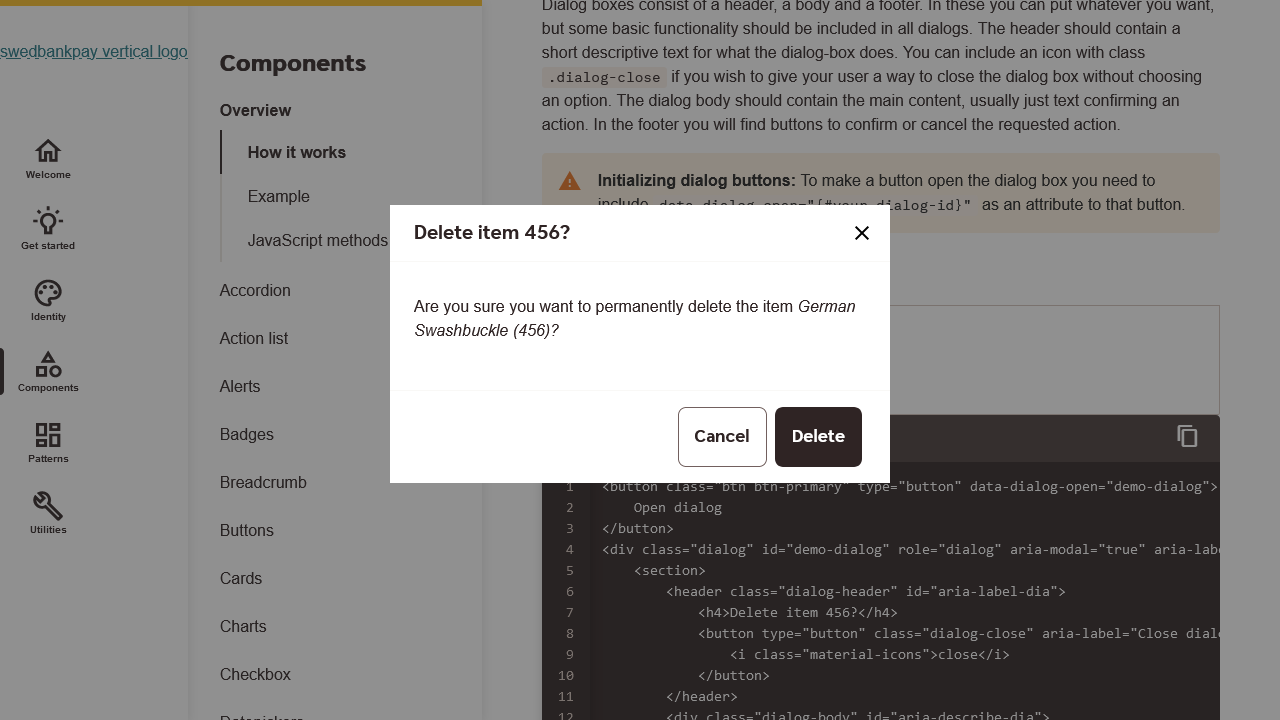 swedbankpay vertical logo
Welcome
Get started
Identity
Components
Patterns
Utilities
Components
Overview
How it works
Example
JavaScript methods
Accordion
Action list
Alerts
Badges
Breadcrumb
Buttons
Cards
Charts
Checkbox
Datepickers
Dialog boxes consist of a header, a body and a footer. In these you can put whatever you want,
but some basic functionality should be included in all dialogs. The header should contain a
short descriptive text for what the dialog-box does. You can include an icon with class
.dialog-close if you wish to give your user a way to close the dialog box without choosing
an option. The dialog body should contain the main content, usually just text confirming an
action. In the footer you will find buttons to confirm or cancel the requested action.
Initializing dialog buttons: To make a button open the dialog box you need to
include data-dialog-open="{#your-dialog-id}" as an attribute to that button.
Delete item 456?
Are you sure you want to permanently delete the item German
Swashbuckle (456)?
Cancel
Delete
1 <button class="btn btn-primary" type="button" data-dialog-open="demo-dialog">
2 Open dialog
3 </button>
4 <div class="dialog" id="demo-dialog" role="dialog" aria-modal="true" aria-labe
5 <section>
6 <header class="dialog-header" id="aria-label-dia">
7 <h4>Delete item 456?</h4>
8 <button type="button" class="dialog-close" aria-label="Close dialo
9 <i class="material-icons">close</i>
10 </button>
11 </header>
12 <div class="dialog-body" id="aria-describe-dia">